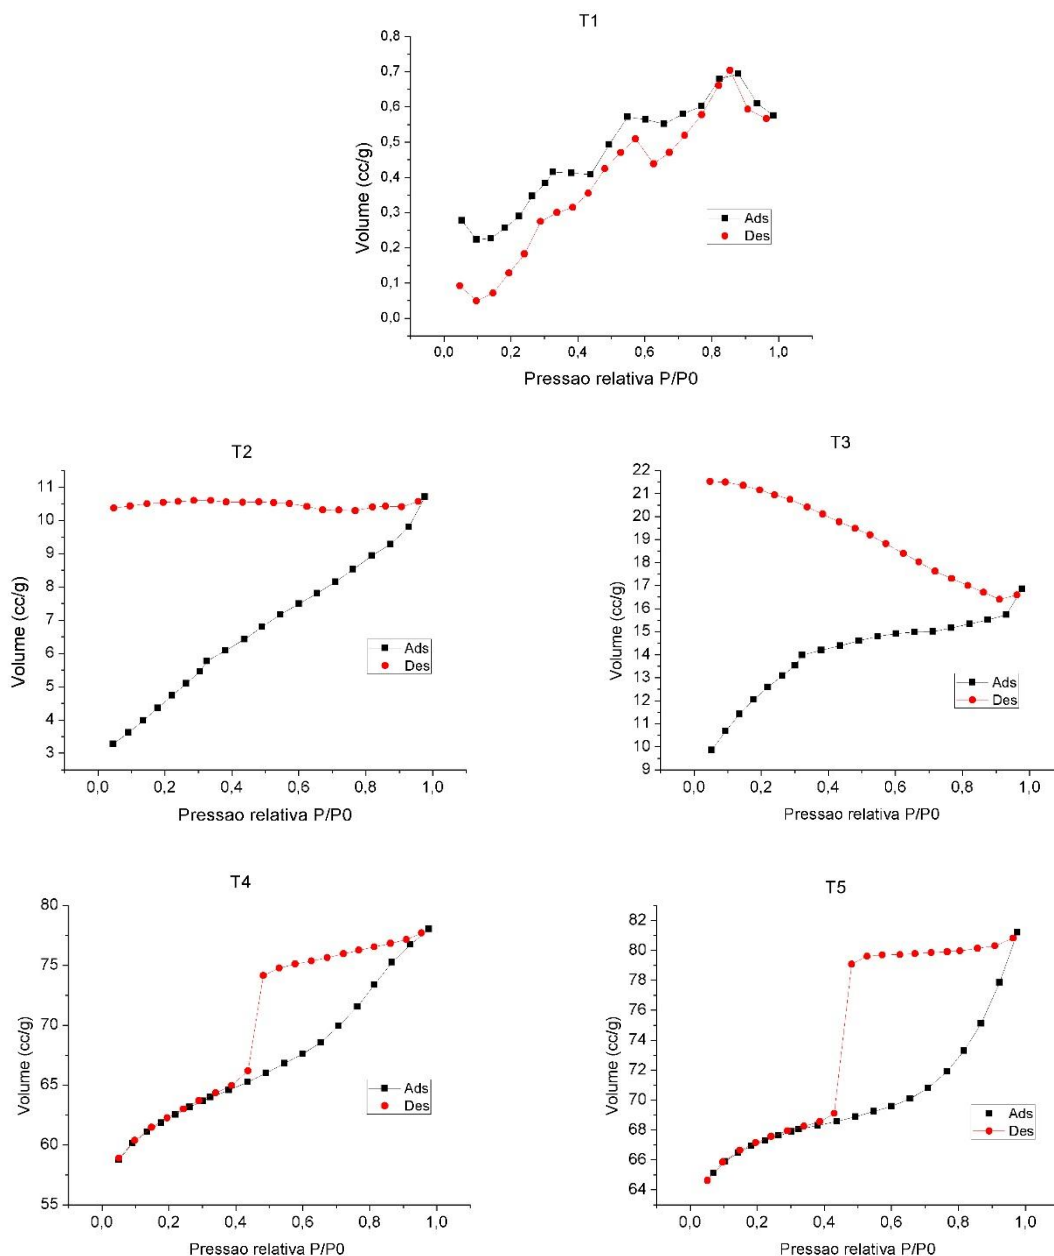 T1
0,8
0,7
0,6
0,5
0,4
0,3
0,2
0,1
0,0
Volume (cc/g)
Ads
Des
0,0 0,2 0,4 0,6 0,8 1,0
Pressao relativa P/P0
T2
11
10
9
8
7
6
5
4
3
Volume (cc/g)
Ads
Des
0,0 0,2 0,4 0,6 0,8 1,0
Pressao relativa P/P0
T3
22
21
20
19
18
17
16
15
14
13
12
11
10
9
Volume (cc/g)
Ads
Des
0,0 0,2 0,4 0,6 0,8 1,0
Pressao relativa P/P0
T4
80
75
70
65
60
55
Volume (cc/g)
Ads
Des
0,0 0,2 0,4 0,6 0,8 1,0
Pressao relativa P/P0
T5
82
80
78
76
74
72
70
68
66
64
Volume (cc/g)
Ads
Des
0,0 0,2 0,4 0,6 0,8 1,0
Pressao relativa P/P0